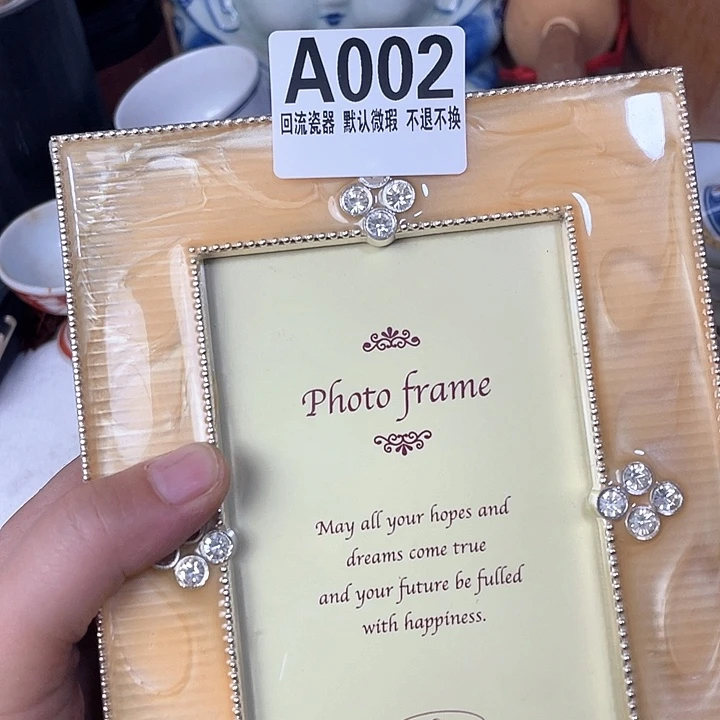 A002
回流瓷器 默认微瑕 不退不换
Photo frame
May all your hopes and
dreams come true
and your future be fulled
with happiness.